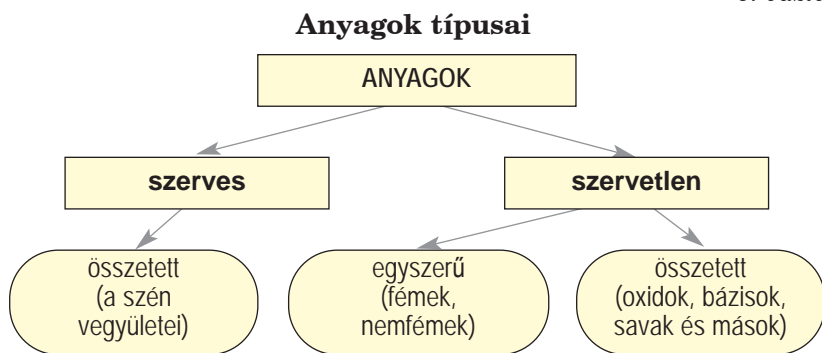 Anyagok típusai
ANYAGOK
szerves
szervetlen
összetett
(a szén
vegyületei)
egyszerű
(fémek,
nemfémek)
összetett
(oxidok, bázisok,
savak és mások)